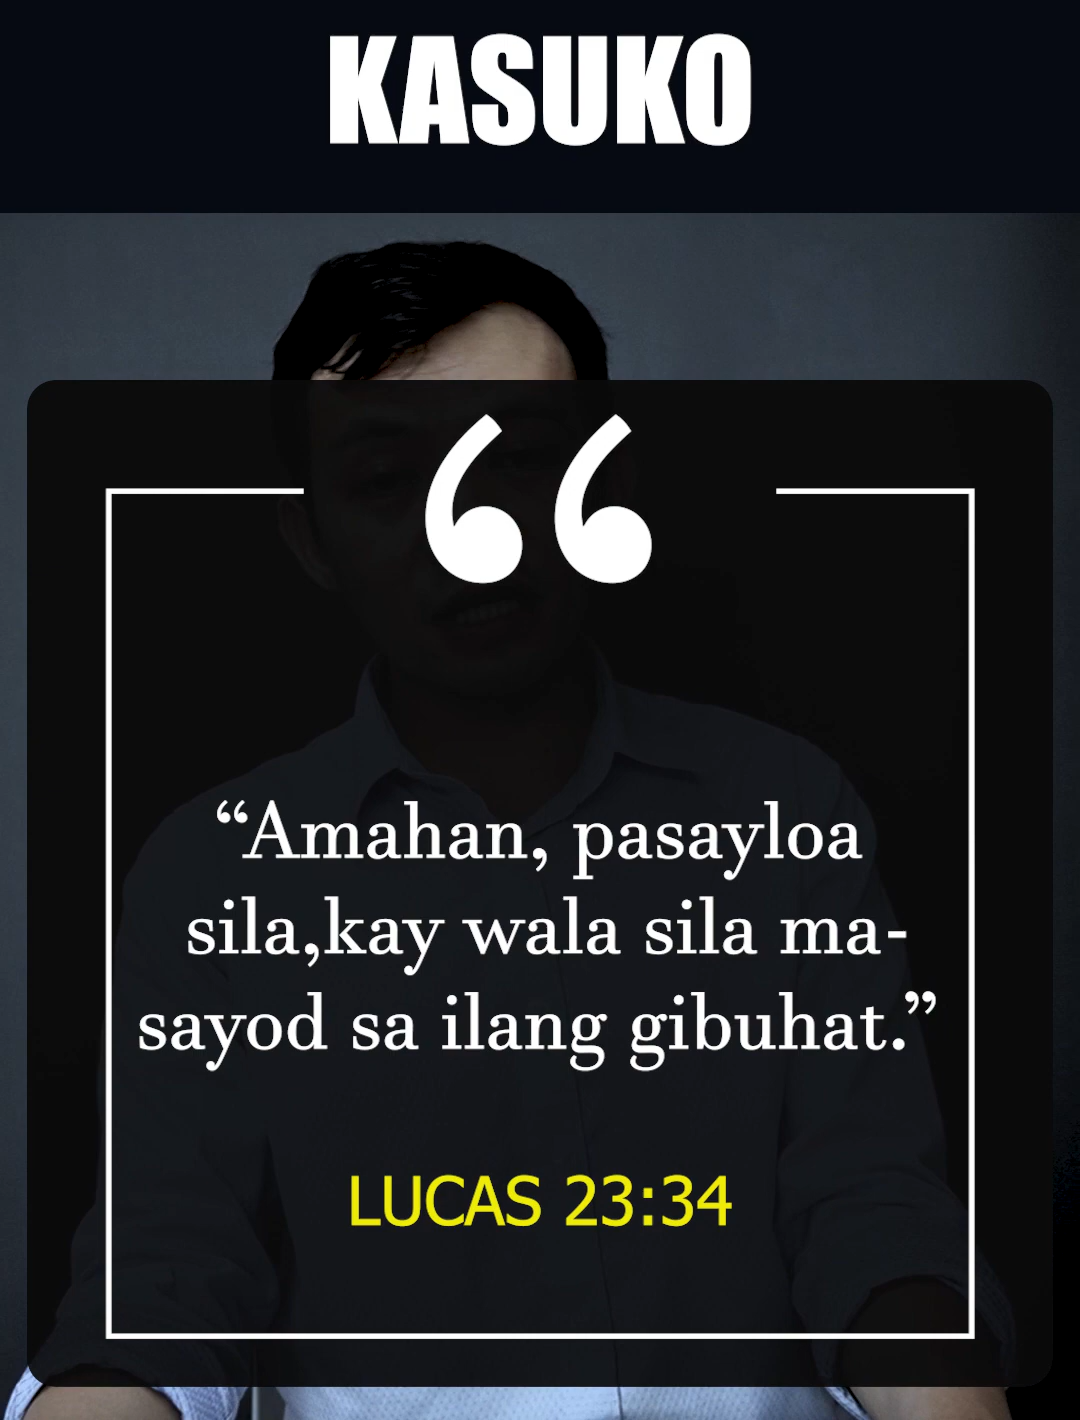 KASUKO
“Amahan, pasayloa
sila,kay wala sila ma-
sayod sa ilang gibuhat.”
LUCAS 23:34